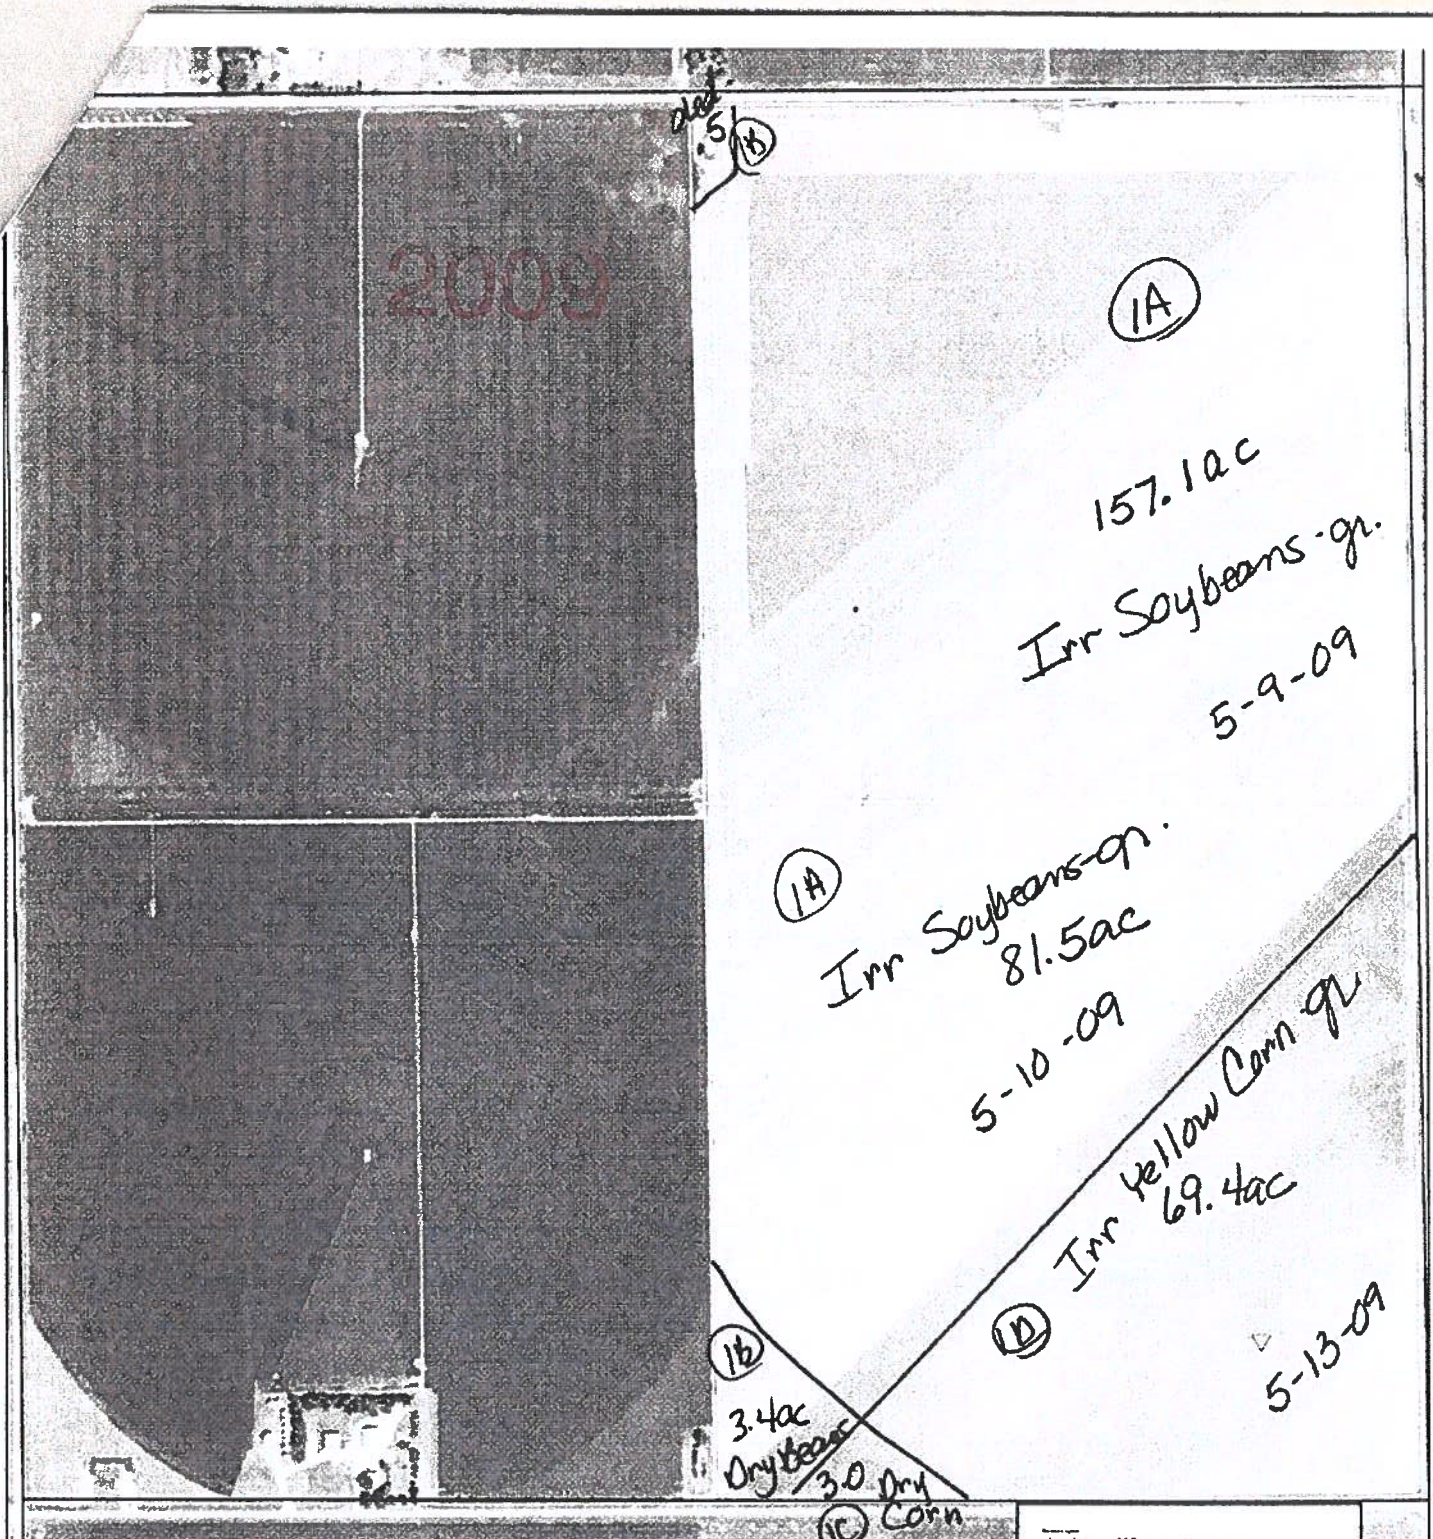 ded.
.5
1B
2009
1A
157.1ac
Irr Soybeans-gr.
5-9-09
1A
Irr Soybeans-gr.
81.5ac
5-10-09
Irr Yellow Corn-gr
69.4ac
1D
5-13-09
1b
3.4ac
Dry Beans
3.0 Dry
1C Corn